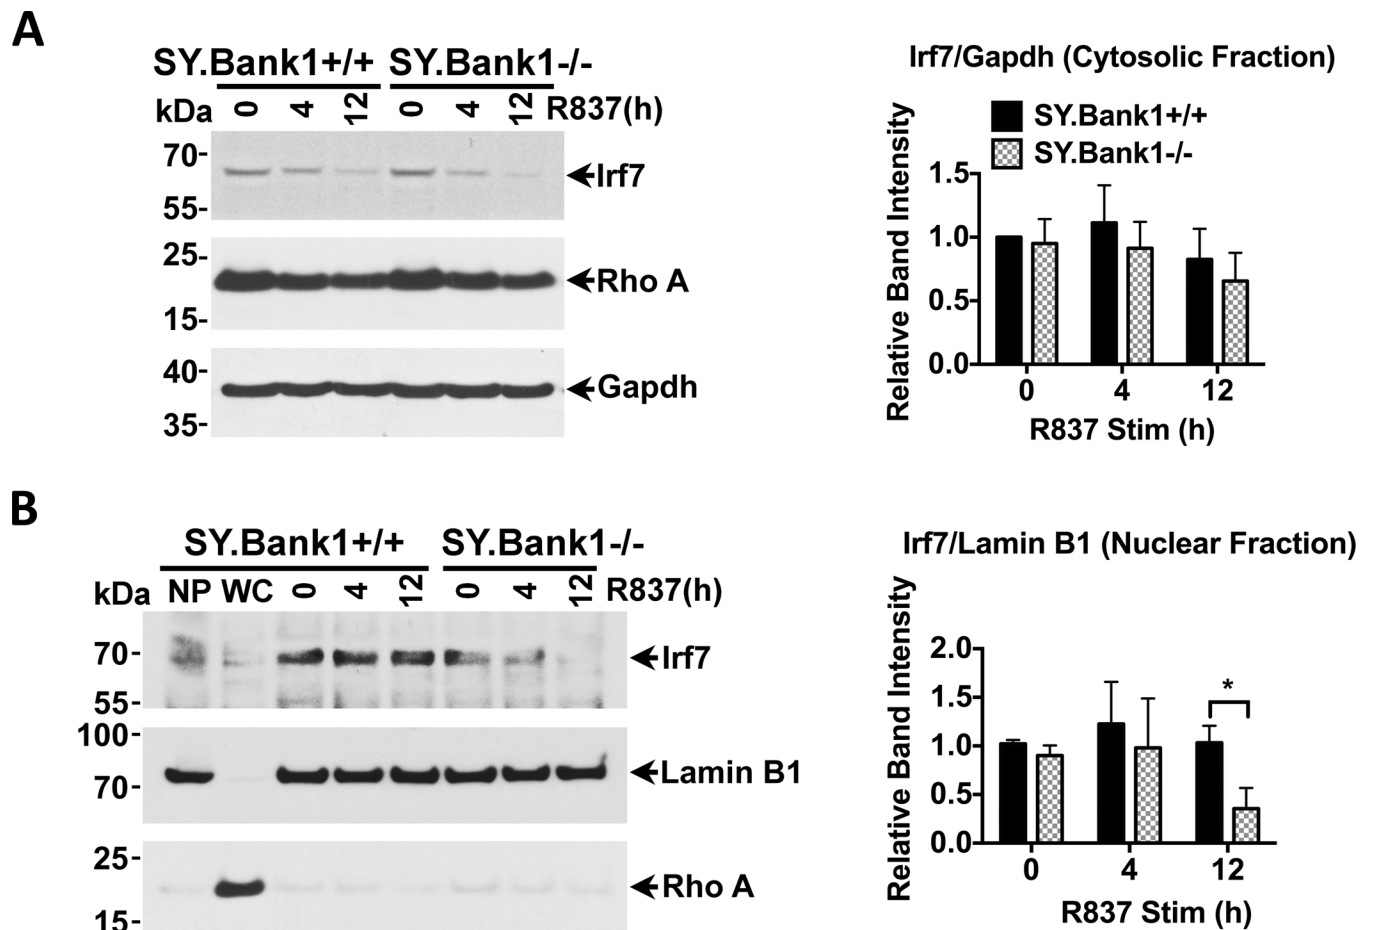 A
SY.Bank1+/+ SY.Bank1-/-
kDa 0 4 12 0 4 12 R837(h)
70-
Irf7
55-
25-
Rho A
15-
40-
Gapdh
35-
Irf7/Gapdh (Cytosolic Fraction)
SY.Bank1+/+
SY.Bank1-/-
Relative Band Intensity
1.5
1.0
0.5
0.0
0 4 12
R837 Stim (h)
B
SY.Bank1+/+ SY.Bank1-/-
kDa NP WC 0 4 12 0 4 12 R837(h)
70-
Irf7
55-
100-
Lamin B1
70-
25-
Rho A
15-
Irf7/Lamin B1 (Nuclear Fraction)
Relative Band Intensity
2.0
1.5
*
1.0
0.5
0.0
0 4 12
R837 Stim (h)